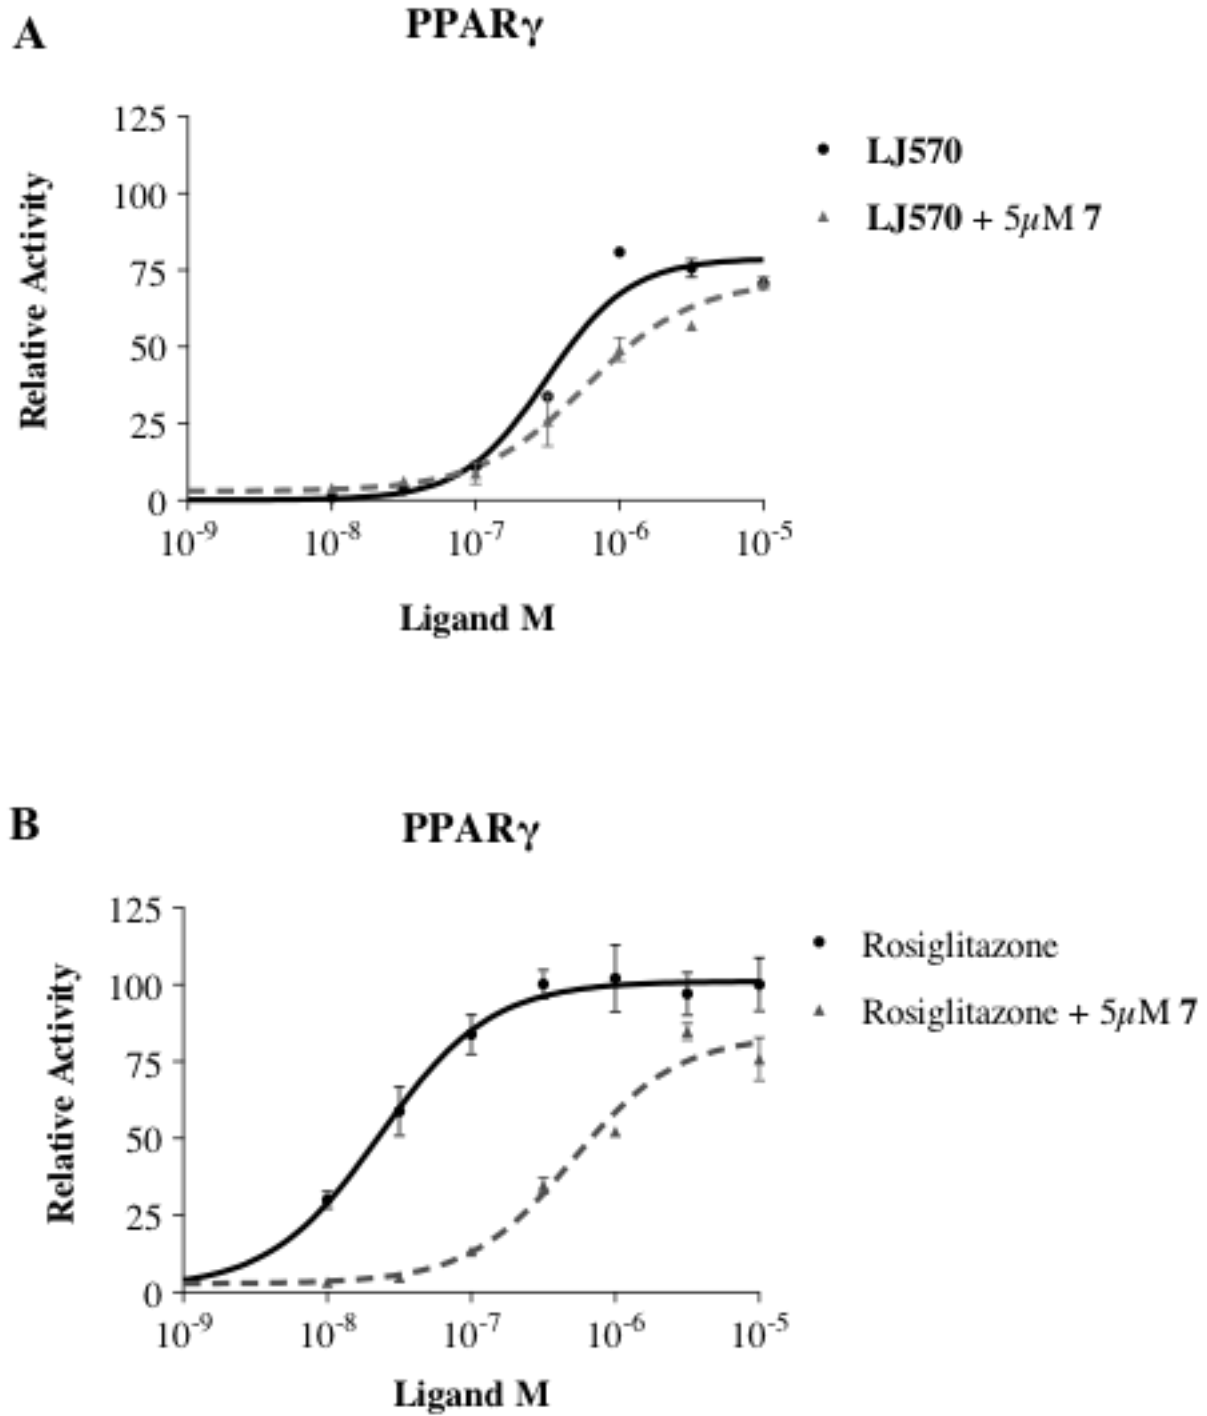 A
PPARγ
125
100
75
50
25
0
Relative Activity
10-9
10-8
10-7
10-6
10-5
Ligand M
LJ570
LJ570 + 5μM 7
B
PPARγ
125
100
75
50
25
0
Relative Activity
10-9
10-8
10-7
10-6
10-5
Ligand M
Rosiglitazone
Rosiglitazone + 5μM 7